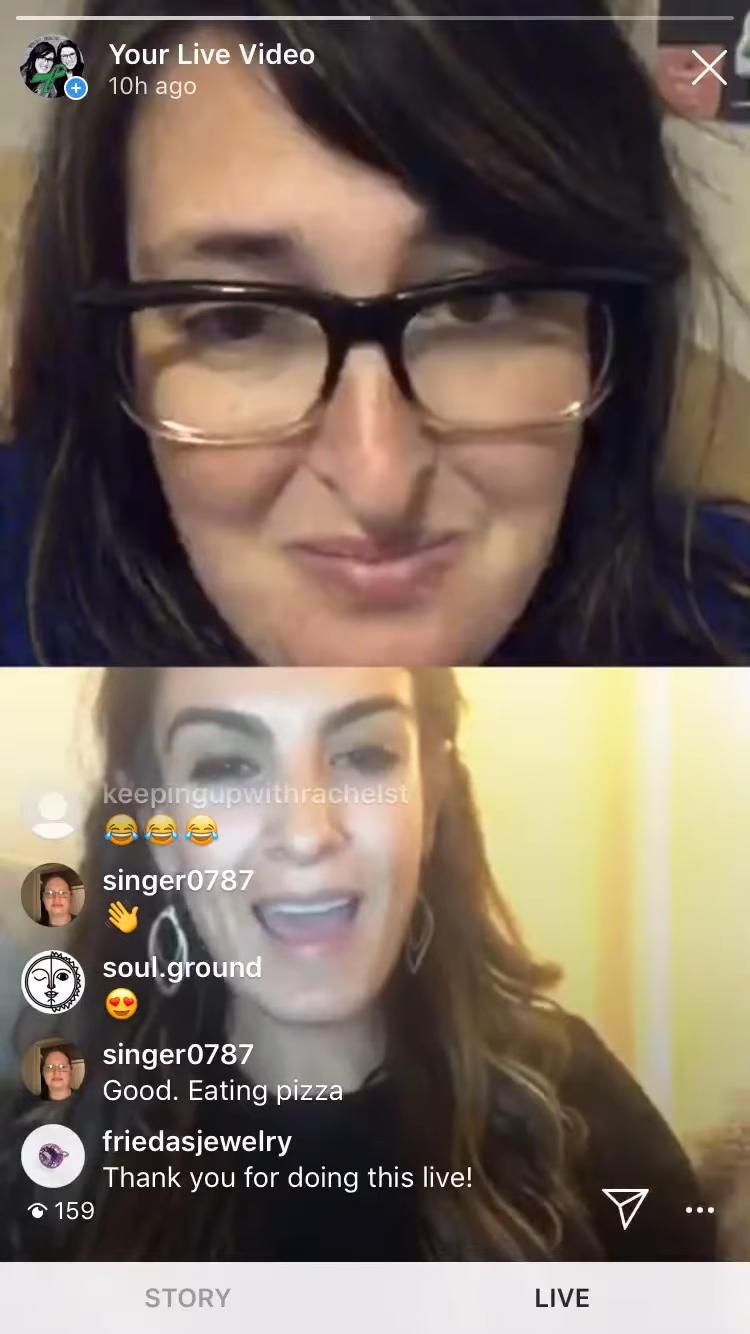 Your Live Video
10h ago
keepingupwithrachelst
😂😂😂
singer0787
👋
soul.ground
😍
singer0787
Good. Eating pizza
friedasjewelry
Thank you for doing this live!
159
STORY LIVE